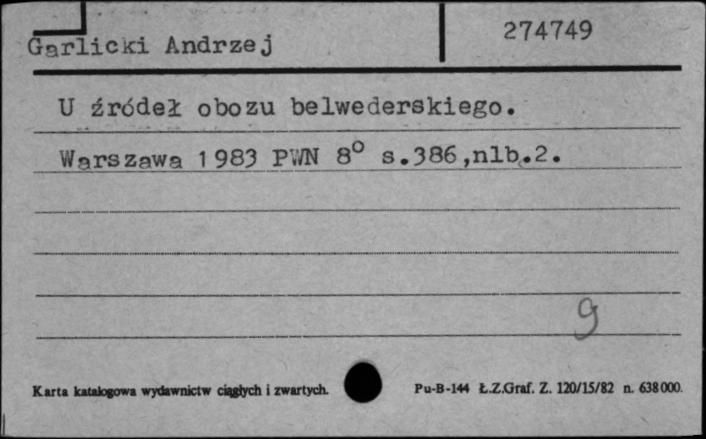 Garlicki Andrzej
274749
U źródeł obozu belwederskiego.
Warszawa 1983 PWN 8° s.386,nlb.2.
9
Karta katalogowa wydawnictw ciągłych i zwartych.
Pu-B-144 Ł.Z.Graf. Z. 120/15/82 n. 638000.